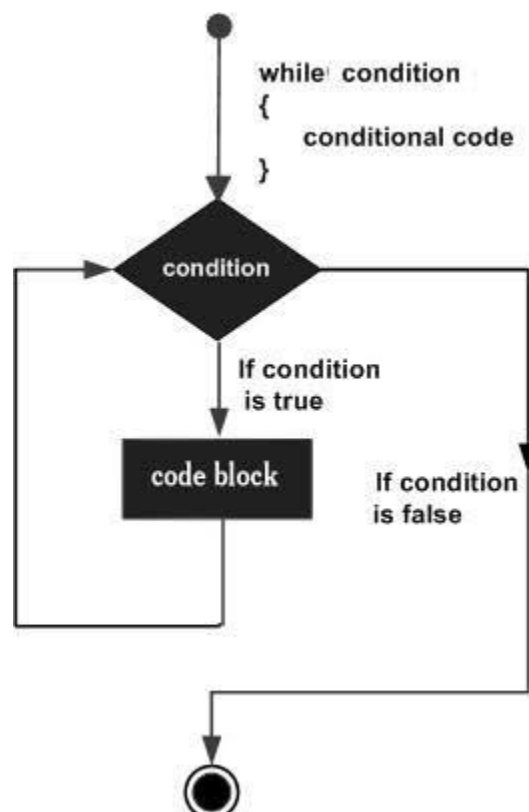 while condition
{
conditional code
}
condition
If condition
is true
code block
If condition
is false